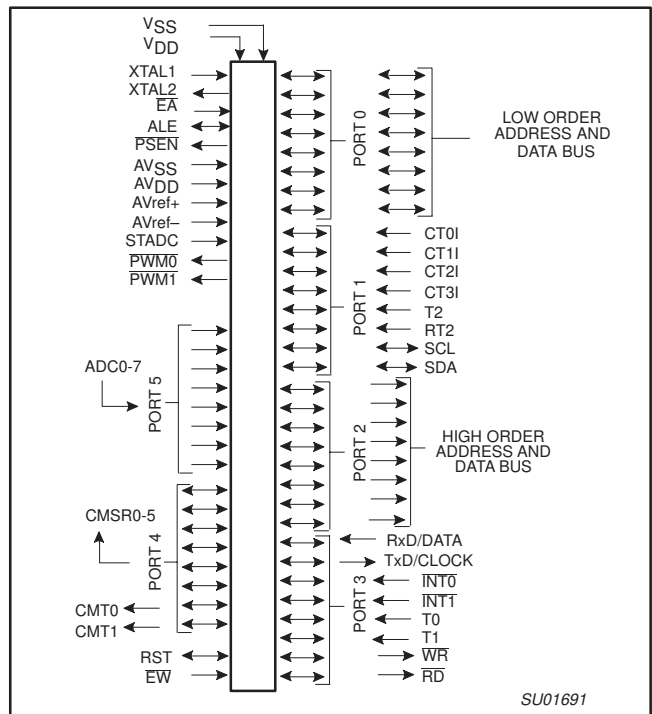 VSS
VDD
XTAL1
XTAL2
EA
ALE
PSEN
AVSS
AVDD
AVref+
AVref–
STADC
PWM0
PWM1
ADC0-7
PORT 5
CMSR0-5
PORT 4
CMT0
CMT1
RST
EW
PORT 0
LOW ORDER
ADDRESS AND
DATA BUS
PORT 1
CT0I
CT1I
CT2I
CT3I
T2
RT2
SCL
SDA
PORT 2
HIGH ORDER
ADDRESS AND
DATA BUS
PORT 3
RxD/DATA
TxD/CLOCK
INT0
INT1
T0
T1
WR
RD
SU01691